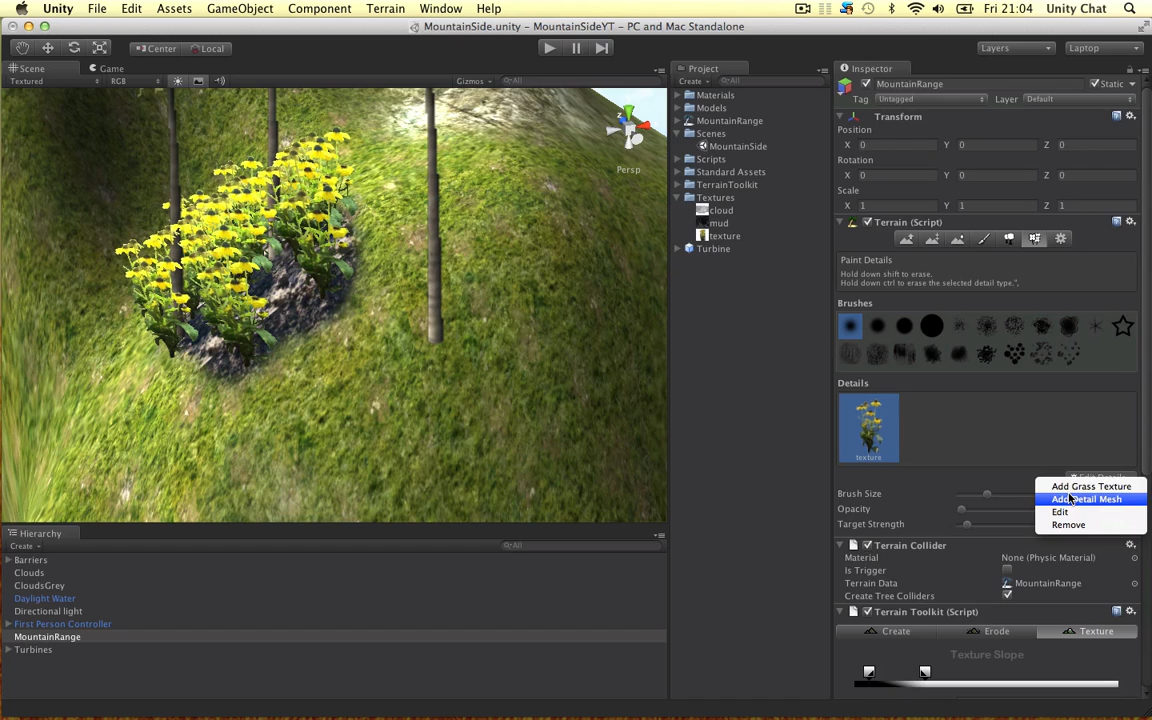 Unity File Edit Assets GameObject Component Terrain Window Help Fri 21:04 Unity Chat
MountainSide.unity - MountainSideYT - PC and Mac Standalone
Center Local Layers Laptop
Scene Game
Textured RGB Gizmos All
Persp
Project
Create All
Materials
Models
MountainRange
Scenes
MountainSide
Scripts
Standard Assets
TerrainToolkit
Textures
cloud
mud
texture
Turbine
Inspector
MountainRange Static
Tag Untagged Layer Default
Transform
Position
X 0 Y 0 Z 0
Rotation
X 0 Y 0 Z 0
Scale
X 1 Y 1 Z 1
Terrain (Script)
Paint Details
Hold down shift to erase.
Hold down ctrl to erase the selected detail type.",
Brushes
Details
texture
Add Grass Texture
Add Detail Mesh
Edit
Remove
Brush Size
Opacity
Target Strength
Terrain Collider
Material None (Physic Material)
Is Trigger
Terrain Data MountainRange
Create Tree Colliders
Terrain Toolkit (Script)
Create Erode Texture
Texture Slope
Hierarchy
Create All
Barriers
Clouds
CloudsGrey
Daylight Water
Directional light
First Person Controller
MountainRange
Turbines